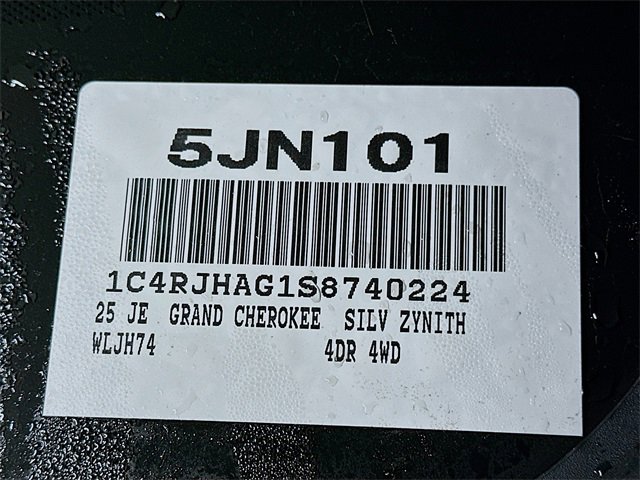 5JN101
1C4RJHAG1S8740224
25 JE GRAND CHEROKEE SILV ZYNITH
WLJH74 4DR 4WD